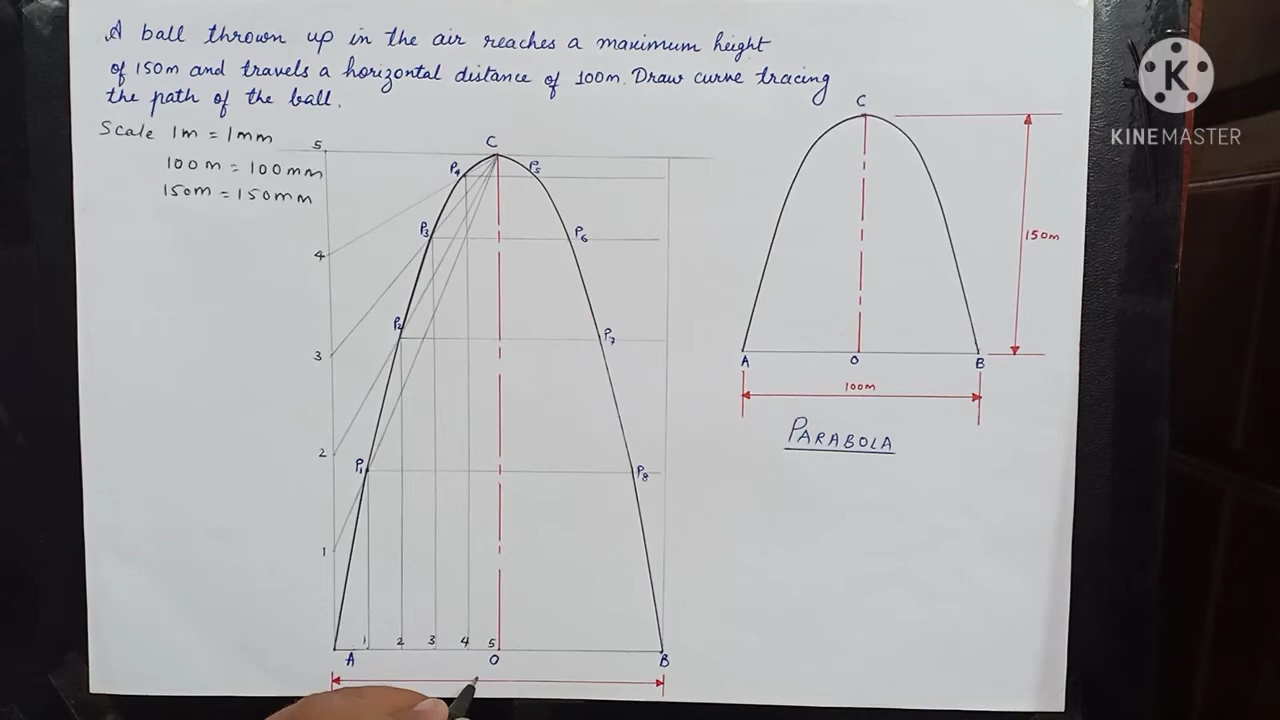 A ball thrown up in the air reaches a maximum height
of 150m and travels a horizontal distance of 100m. Draw curve tracing
the path of the ball.
Scale 1m = 1mm
100m = 100mm
150m = 150mm
KINEMASTER
K
5
C
P4
P5
P3
P6
4
P2
P7
3
2
P1
P8
1
1 2 3 4 5
A O B
C
150m
A O B
100m
PARABOLA